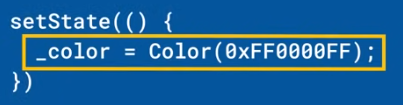 setState(() {
  _color = Color(0xFF0000FF);
})